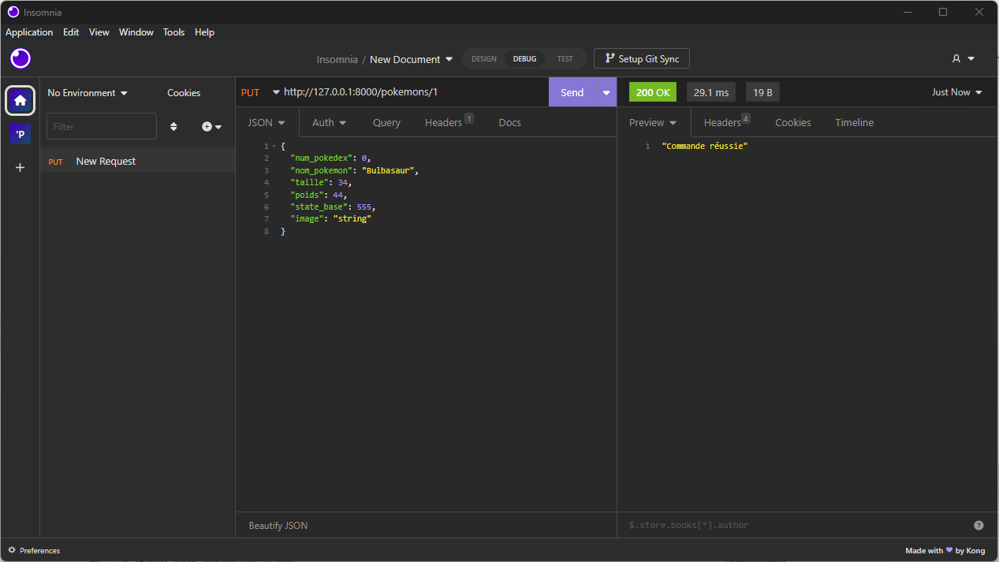 Insomnia
Application Edit View Window Tools Help
Insomnia / New Document DESIGN DEBUG TEST Setup Git Sync
No Environment Cookies
Filter
'P
PUT New Request
PUT http://127.0.0.1:8000/pokemons/1 Send
JSON Auth Query Headers 1 Docs
1 {
2 "num_pokedex": 0,
3 "nom_pokemon": "Bulbasaur",
4 "taille": 34,
5 "poids": 44,
6 "state_base": 555,
7 "image": "string"
8 }
Beautify JSON
200 OK 29.1 ms 19 B Just Now
Preview Headers 4 Cookies Timeline
1 "Commande réussie"
$.store.books[*].author
Preferences
Made with by Kong